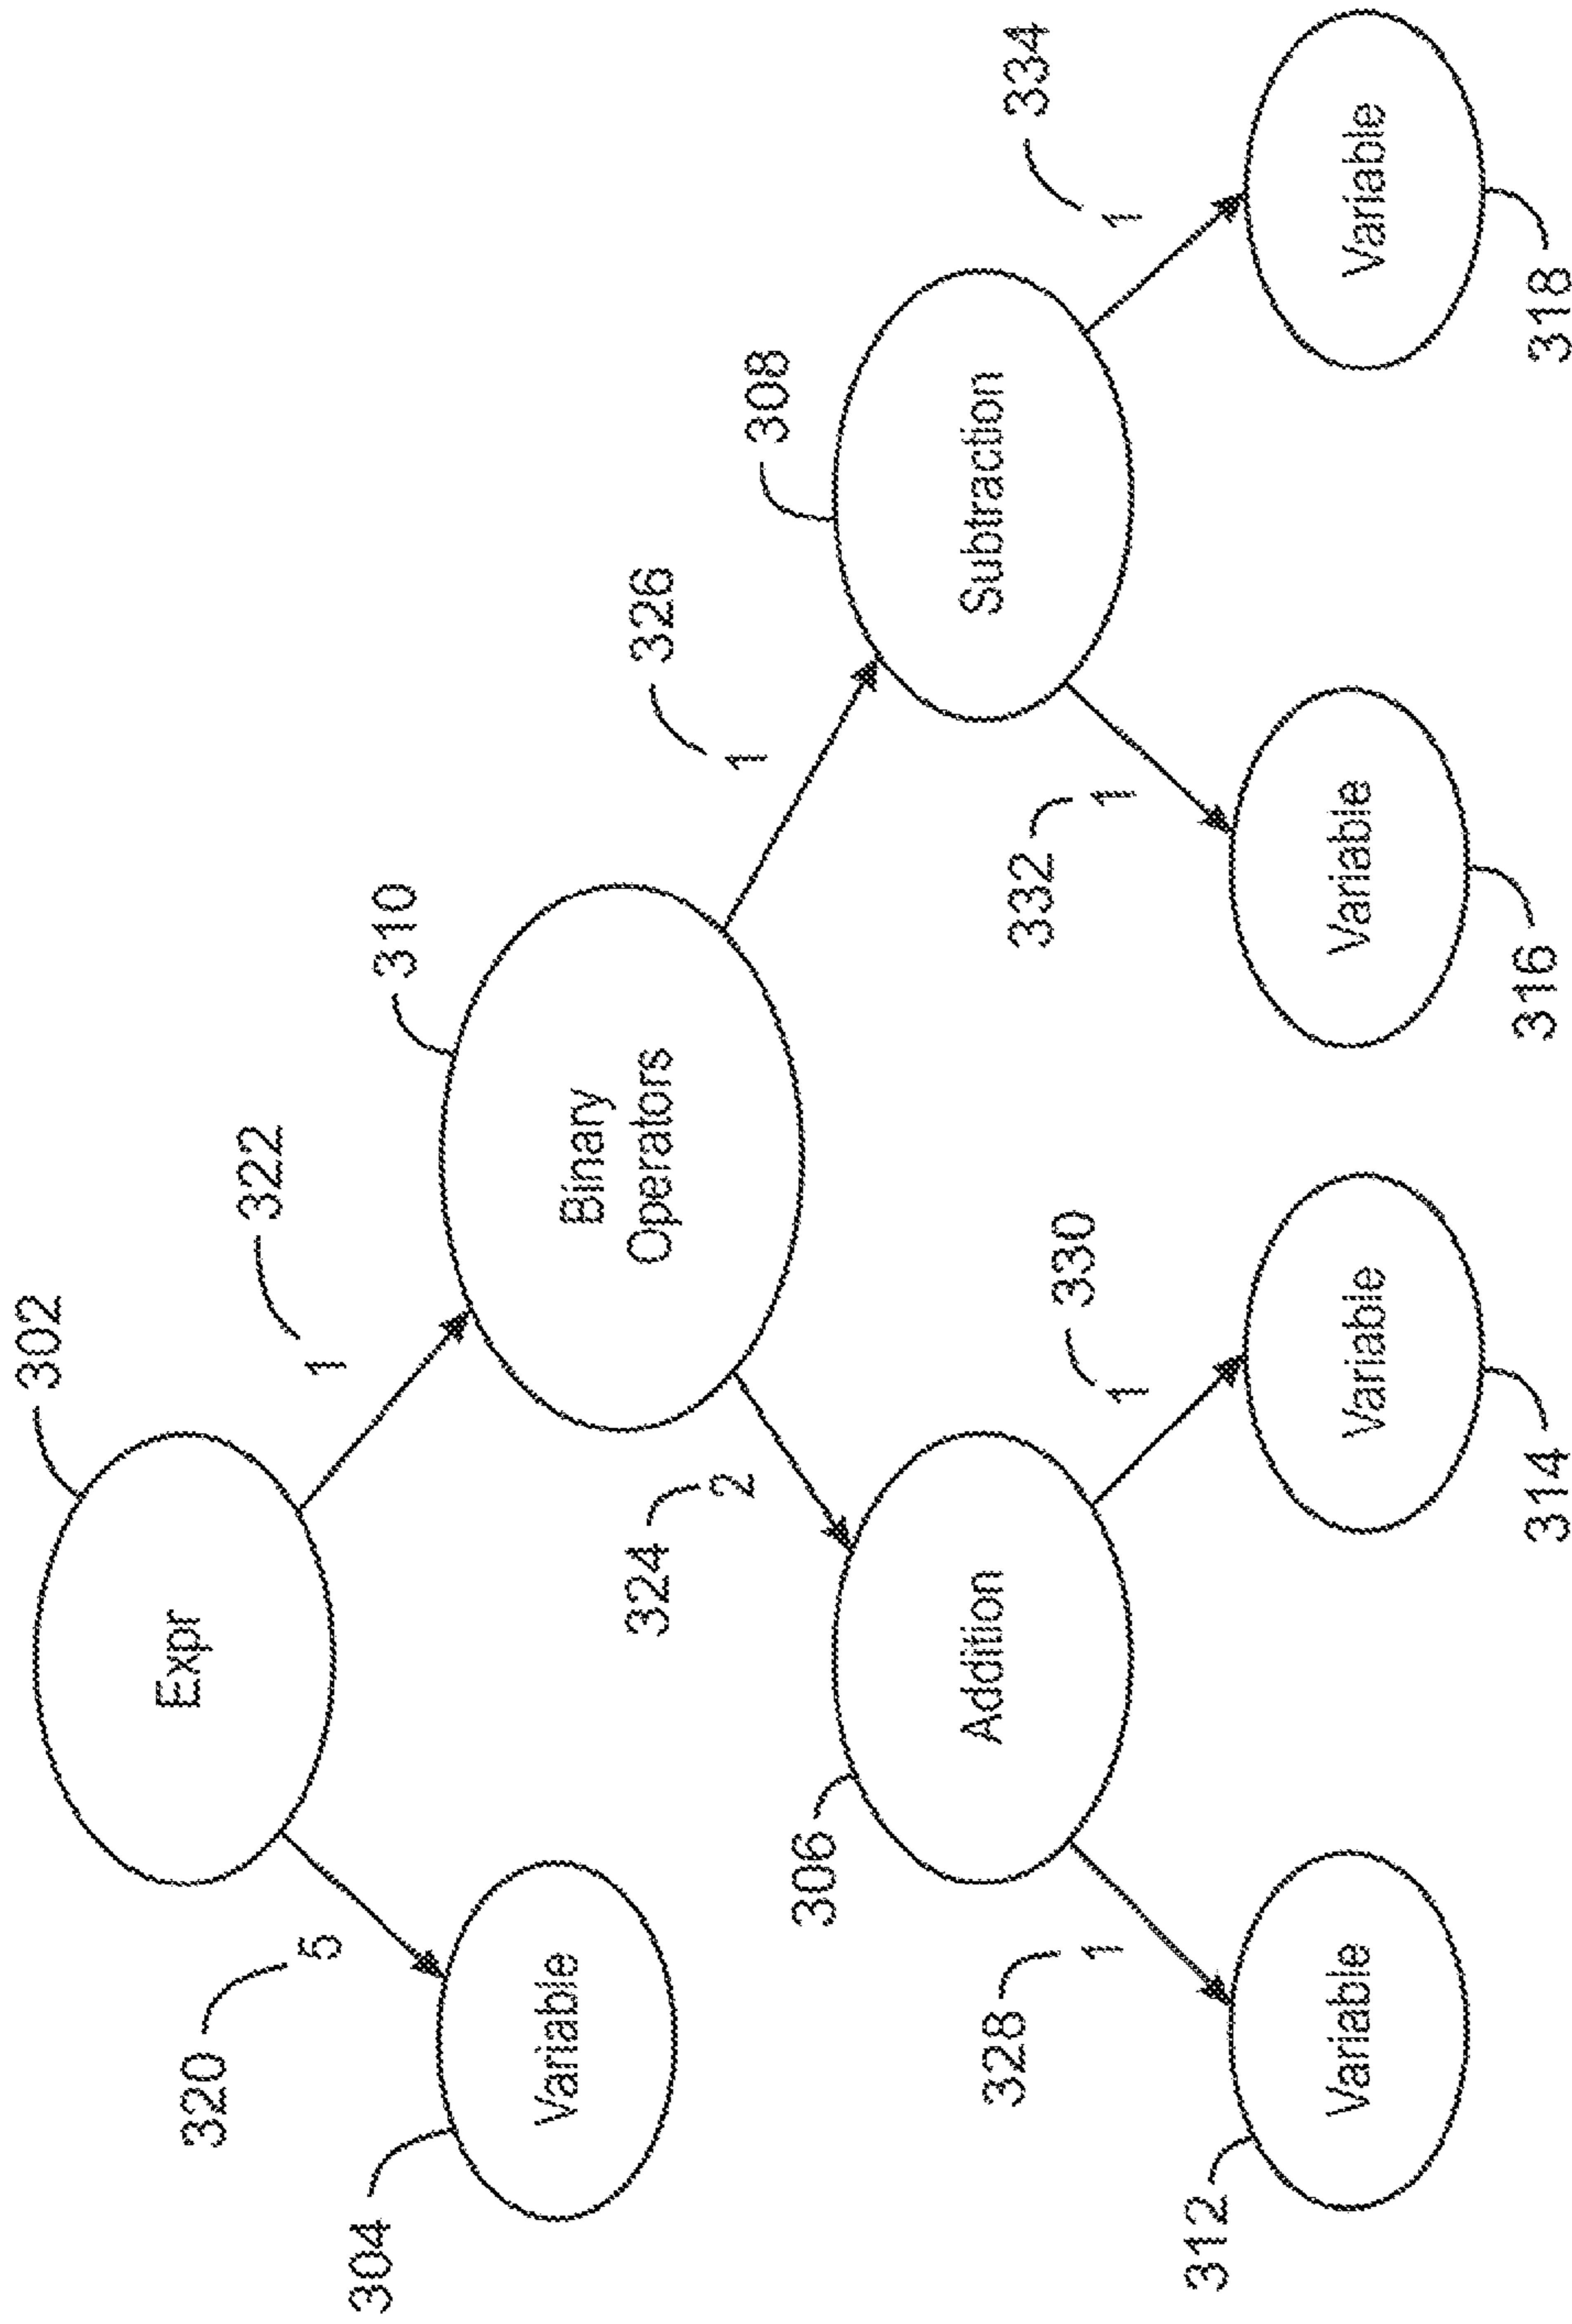 302
Expr
320
5
322
1
304
Variable
310
Binary
Operators
324
2
326
1
306
Addition
308
Subtraction
328
1
330
1
332
1
334
1
312
Variable
314
Variable
316
Variable
318
Variable